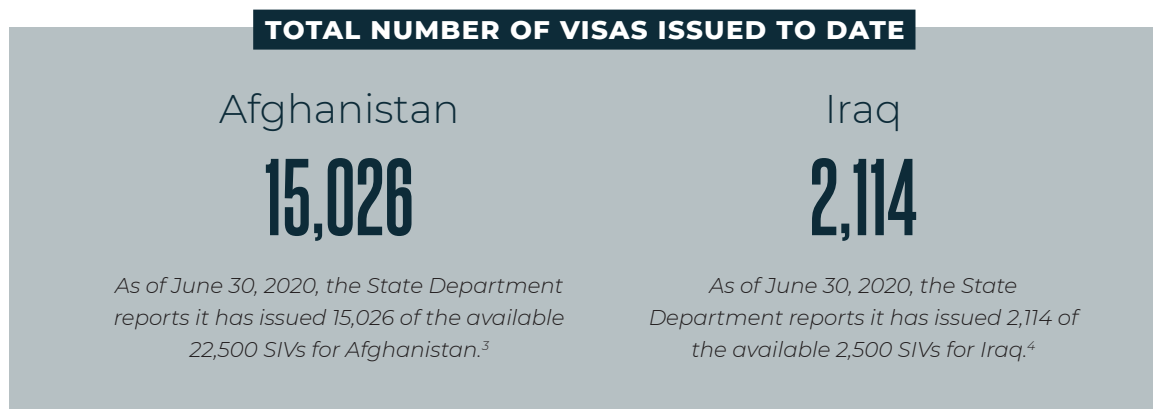 TOTAL NUMBER OF VISAS ISSUED TO DATE
Afghanistan
15,026
As of June 30, 2020, the State Department
reports it has issued 15,026 of the available
22,500 SIVs for Afghanistan.³
Iraq
2,114
As of June 30, 2020, the State
Department reports it has issued 2,114 of
the available 2,500 SIVs for Iraq.⁴